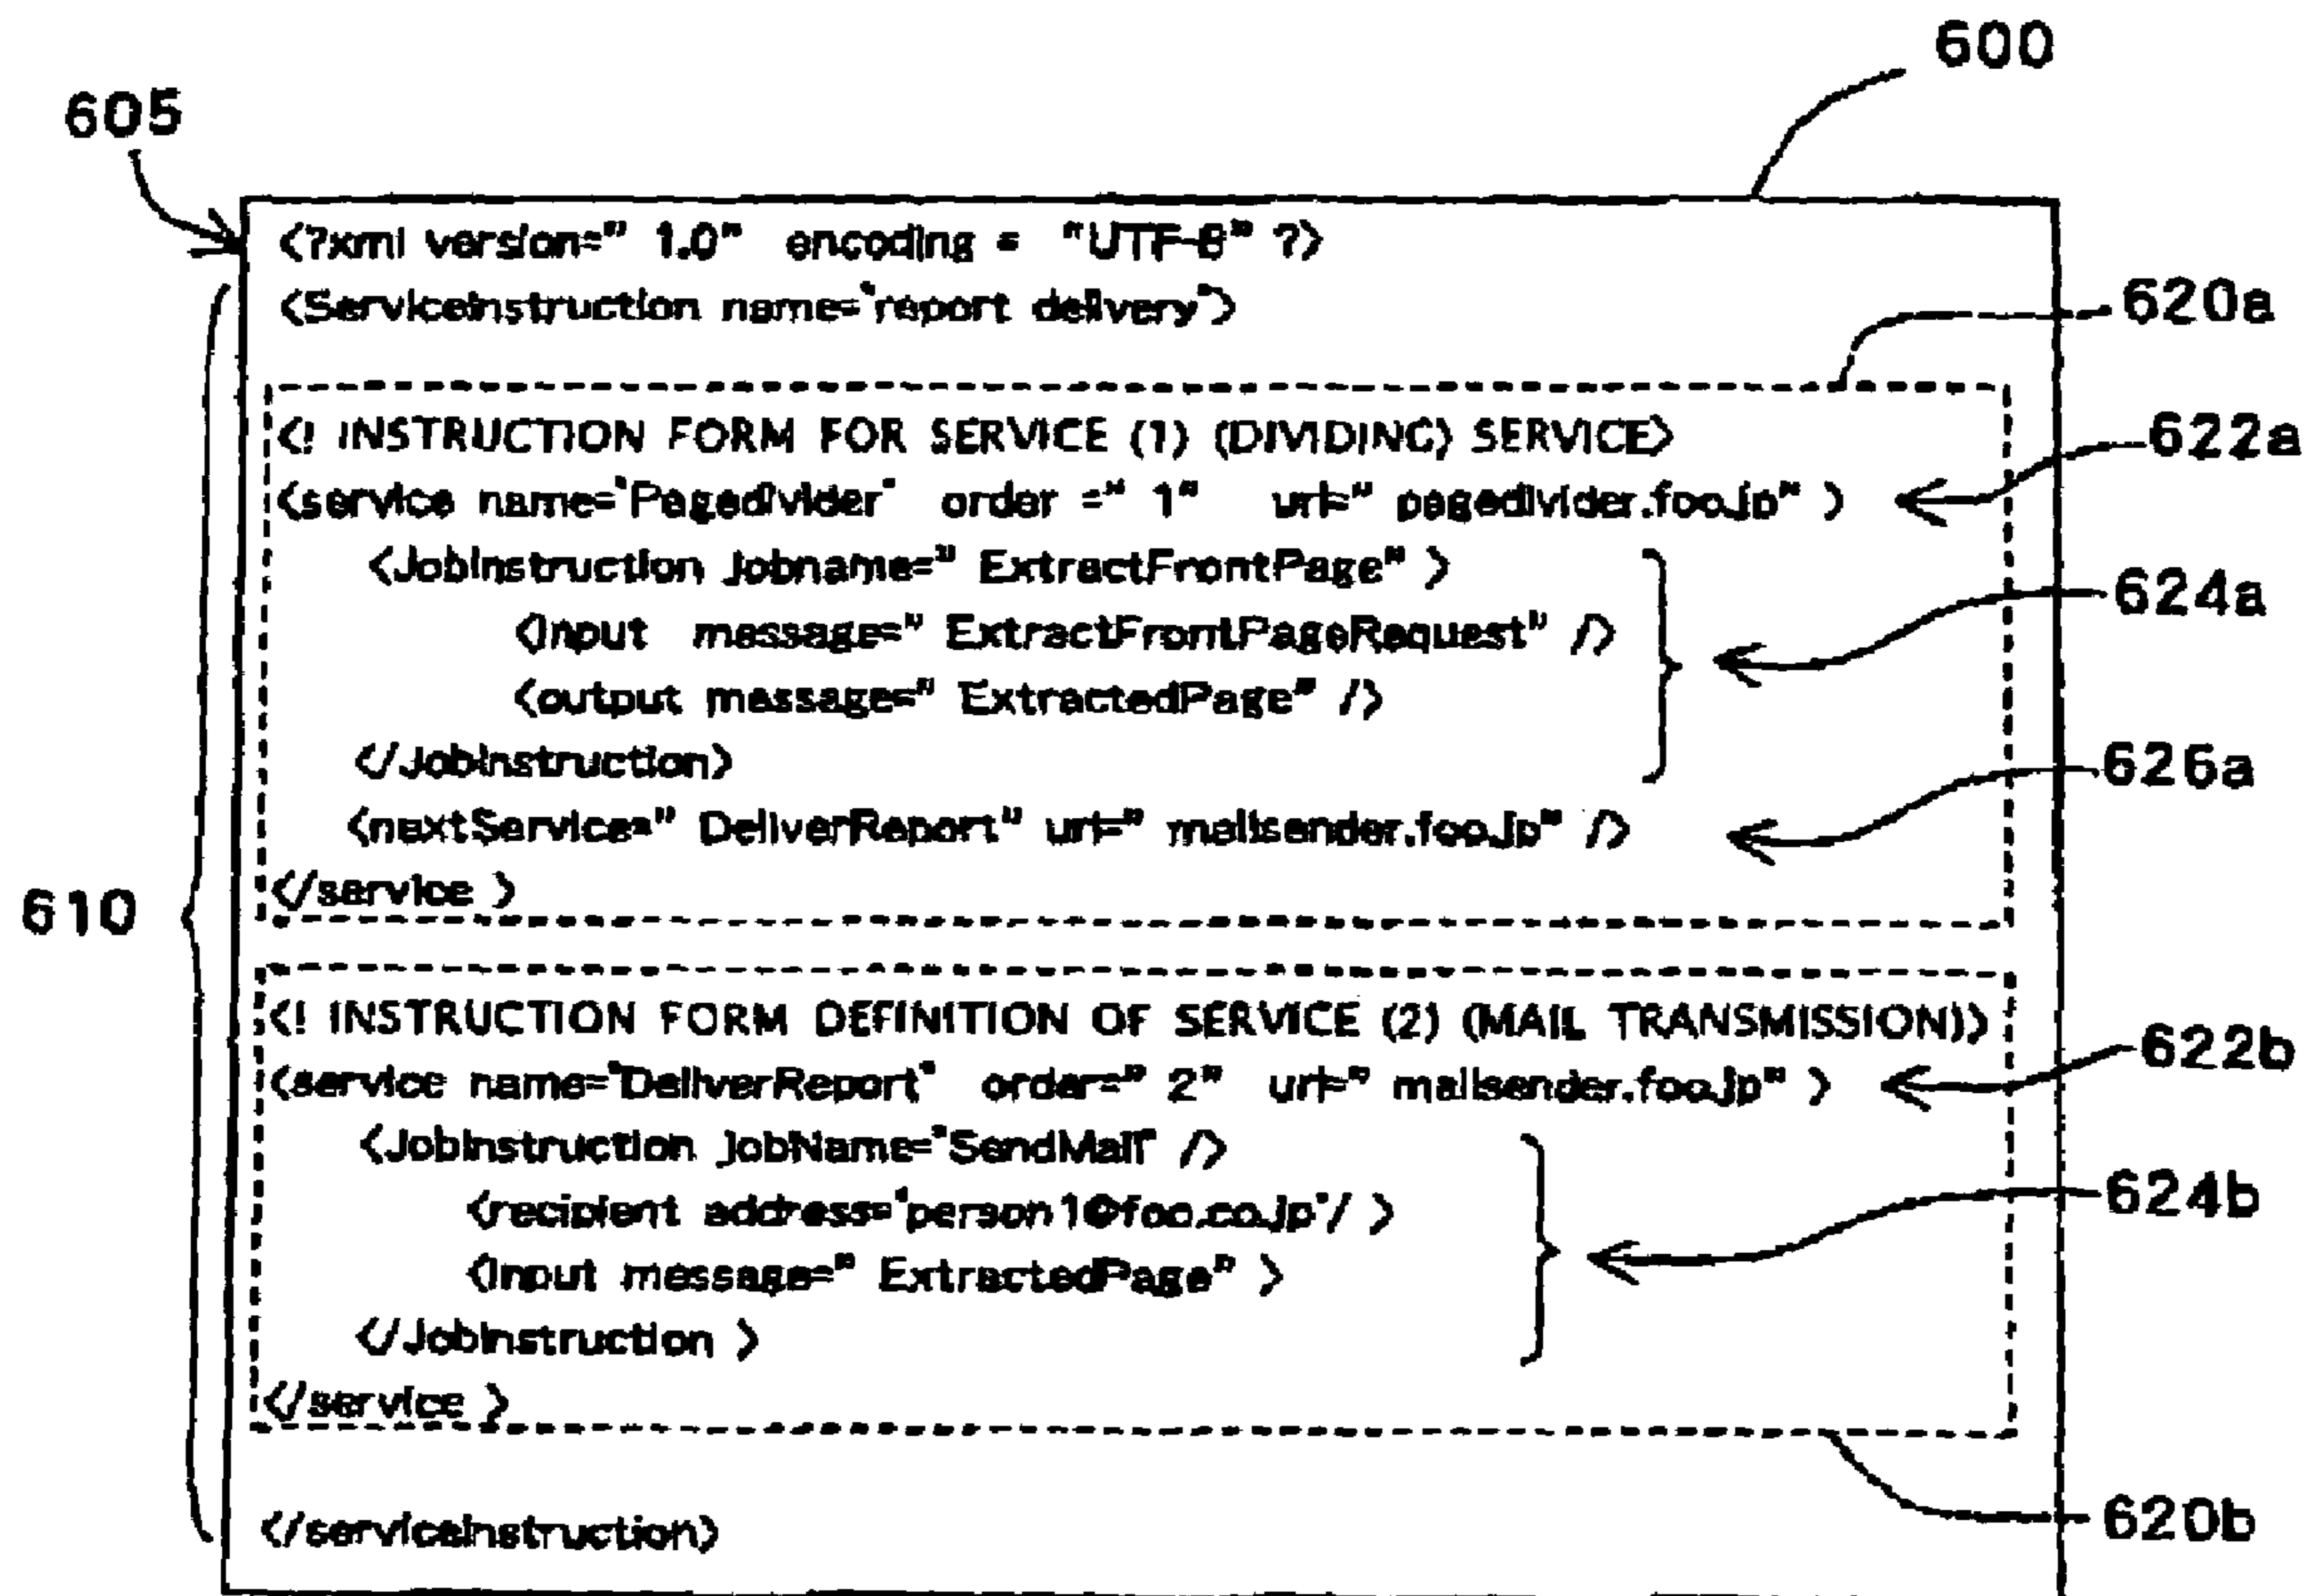 600
605
<?xml version=" 1.0" encoding = "UTF-8" ?>
<ServiceInstruction name="report delivery">
620a
<! INSTRUCTION FORM FOR SERVICE (1) (DIVIDING) SERVICE>
622a
<service name="Pagedivider" order =" 1" url=" pagedivider.foo.jp" >
<JobInstruction Jobname=" ExtractFrontPage" >
624a
<Input message=" ExtractFrontPageRequest" />
<output message=" ExtractedPage" />
</JobInstruction>
626a
<nextService=" DeliverReport" url=" mailsender.foo.jp" />
</service >
610
<! INSTRUCTION FORM DEFINITION OF SERVICE (2) (MAIL TRANSMISSION)>
622b
<service name="DeliverReport" order=" 2" url=" mailsender.foo.jp" >
<JobInstruction jobName="SendMail" />
624b
<recipient address="person1@foo.co.jp"/ >
<Input message=" ExtractedPage" >
</JobInstruction >
</service >
620b
</serviceInstruction>